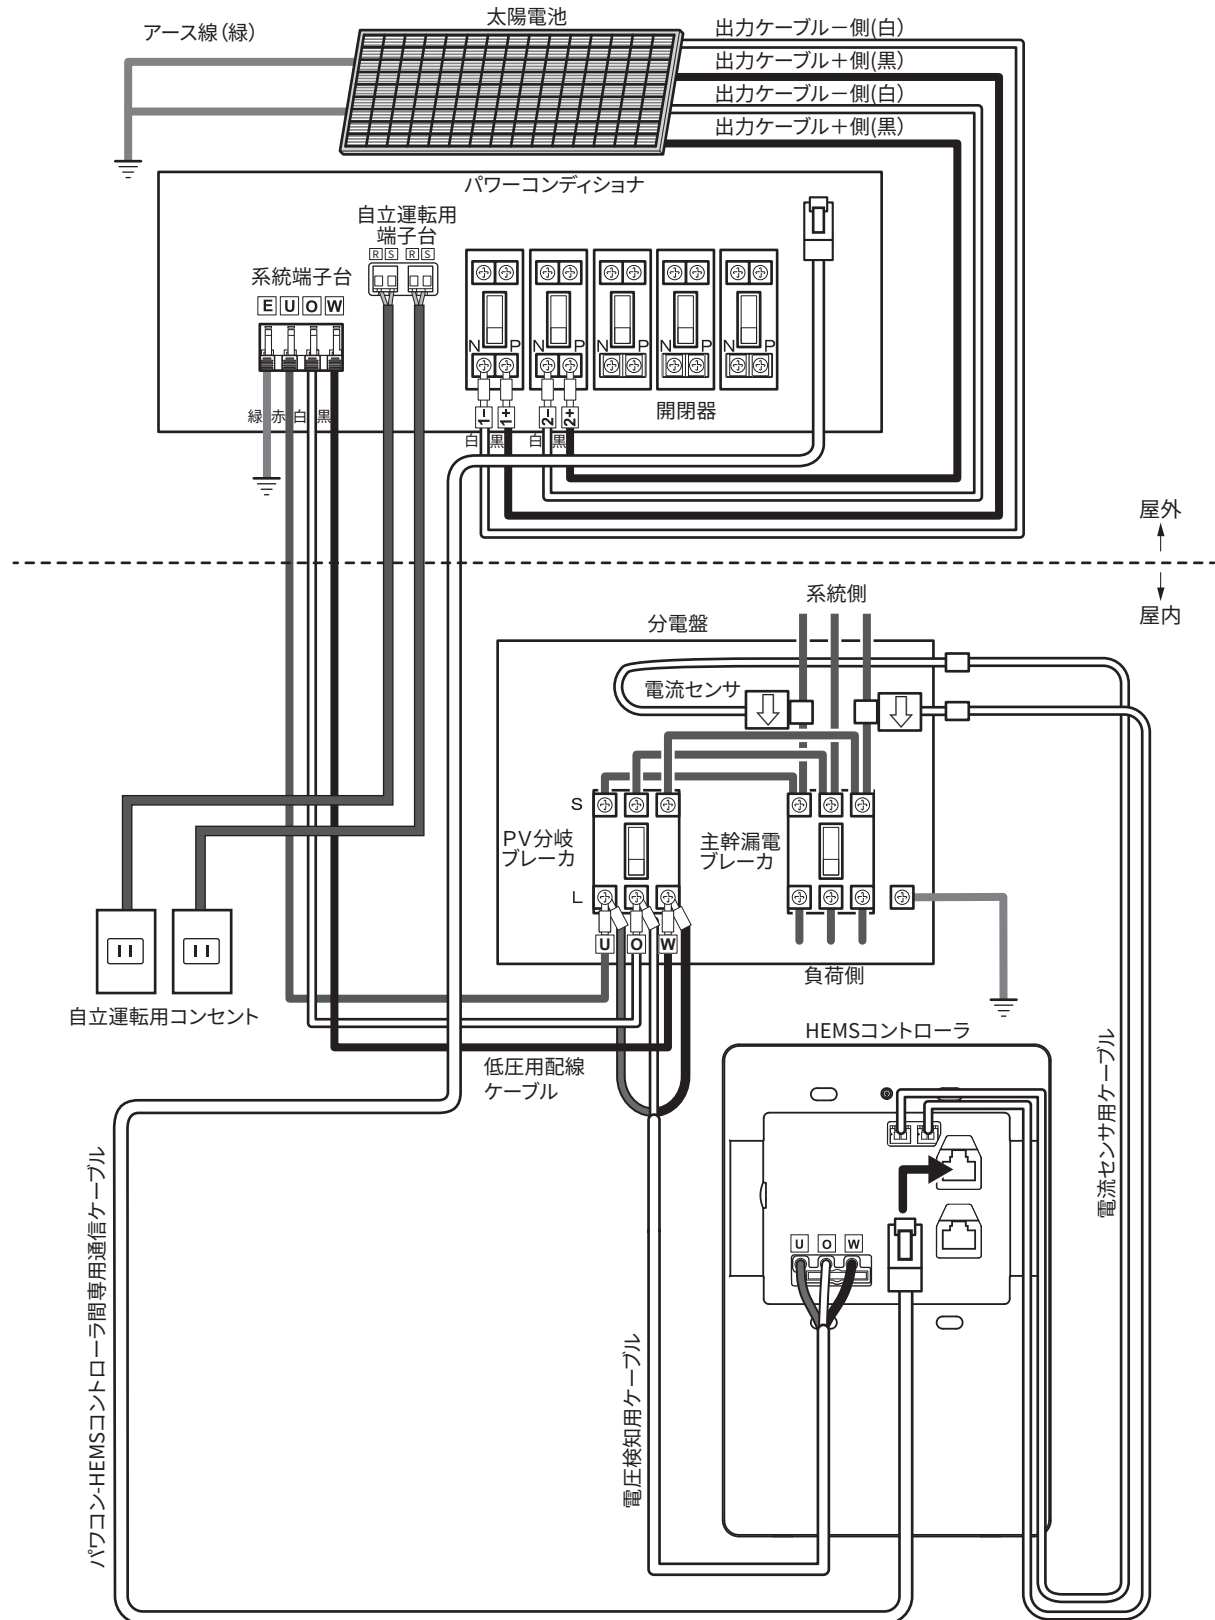 太陽電池
アース線（緑）
出力ケーブル－側(白）
出力ケーブル＋側(黒）
出力ケーブル－側(白）
出力ケーブル＋側(黒）
パワーコンディショナ
自立運転用
端子台
R S R S
系統端子台
E U O W
N P N P N P N P N P
開閉器
緑 赤 白 黒
1- 1+ 2- 2+
白 黒 白 黒
屋外
屋内
系統側
分電盤
電流センサ
S
PV分岐
ブレーカ
主幹漏電
ブレーカ
L
U O W
負荷側
自立運転用コンセント
HEMSコントローラ
低圧用配線
ケーブル
U O W
パワコン-HEMSコントローラ間専用通信ケーブル
電圧検知用ケーブル
電流センサ用ケーブル